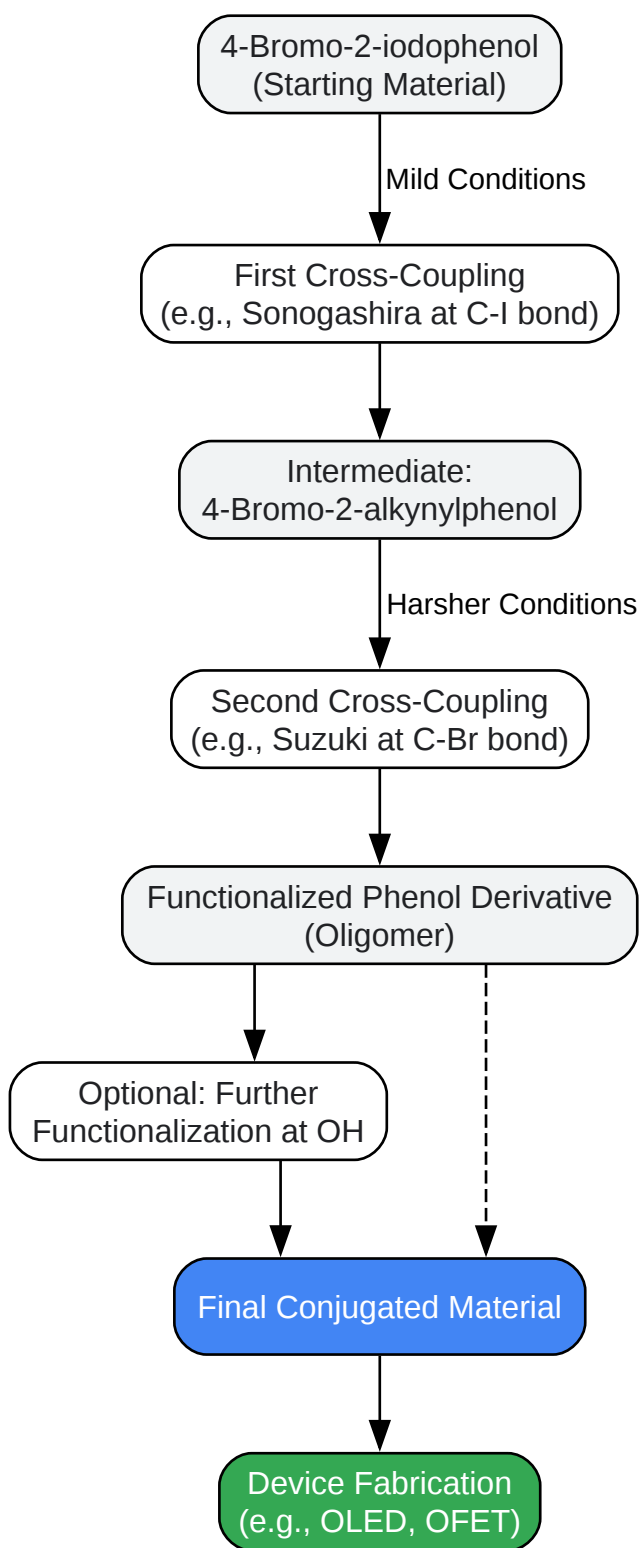 4-Bromo-2-iodophenol
(Starting Material)
Mild Conditions
First Cross-Coupling
(e.g., Sonogashira at C-I bond)
Intermediate:
4-Bromo-2-alkynylphenol
Harsher Conditions
Second Cross-Coupling
(e.g., Suzuki at C-Br bond)
Functionalized Phenol Derivative
(Oligomer)
Optional: Further
Functionalization at OH
Final Conjugated Material
Device Fabrication
(e.g., OLED, OFET)